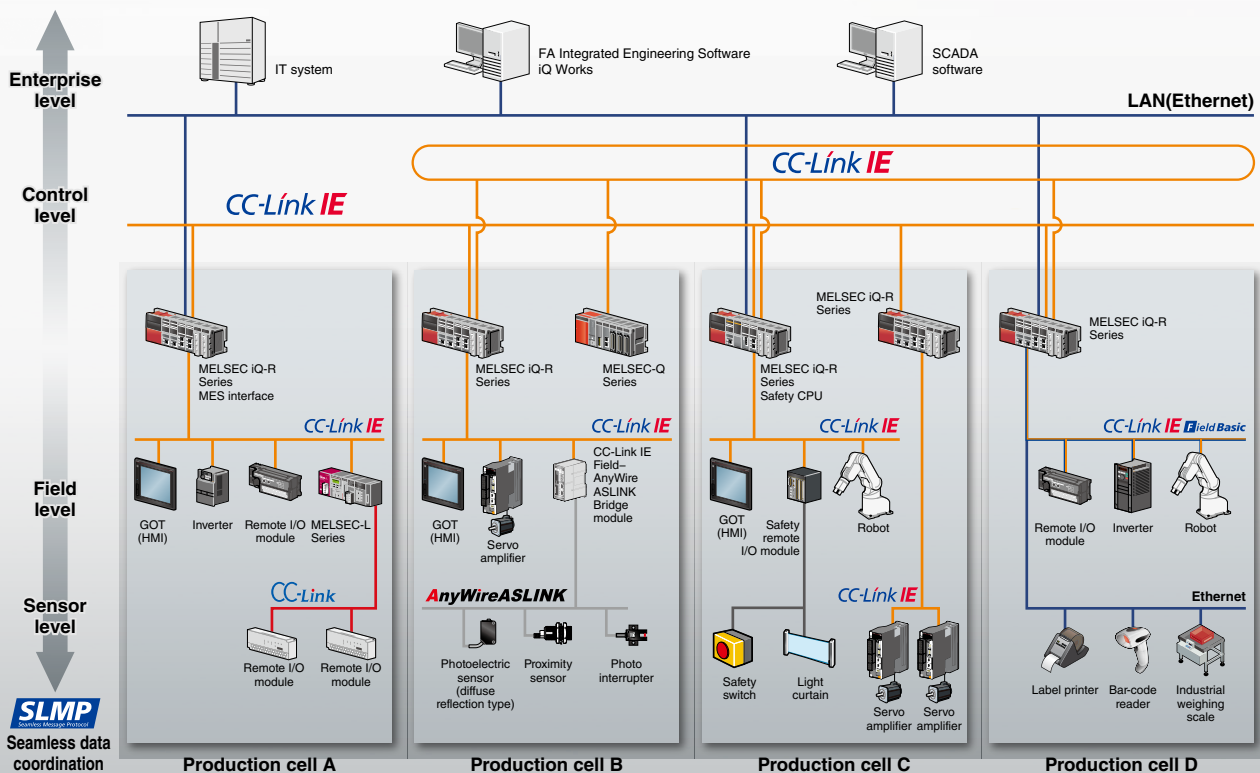 Enterprise
level
IT system
FA Integrated Engineering Software
iQ Works
SCADA
software
LAN(Ethernet)
Control
level
CC-Link IE
CC-Link IE
MELSEC iQ-R
Series
MES interface
CC-Link IE
Field
level
GOT
(HMI)
Inverter
Remote I/O
module
MELSEC-L
Series
Sensor
level
CC-Link
Remote I/O
module
Remote I/O
module
Production cell A
MELSEC iQ-R
Series
MELSEC-Q
Series
CC-Link IE
GOT
(HMI)
Servo
amplifier
CC-Link IE
Field–
AnyWire
ASLINK
Bridge
module
AnyWireASLINK
Photoelectric
sensor
(diffuse
reflection type)
Proximity
sensor
Photo
interrupter
Production cell B
MELSEC iQ-R
Series
MELSEC iQ-R
Series
Safety CPU
CC-Link IE
GOT
(HMI)
Safety
remote
I/O module
Robot
CC-Link IE
Safety
switch
Light
curtain
Servo
amplifier
Servo
amplifier
Production cell C
MELSEC iQ-R
Series
CC-Link IE Field Basic
Remote I/O
module
Inverter
Robot
Ethernet
Label printer
Bar-code
reader
Industrial
weighing
scale
Production cell D
SLMP
Seamless Message Protocol
Seamless data
coordination